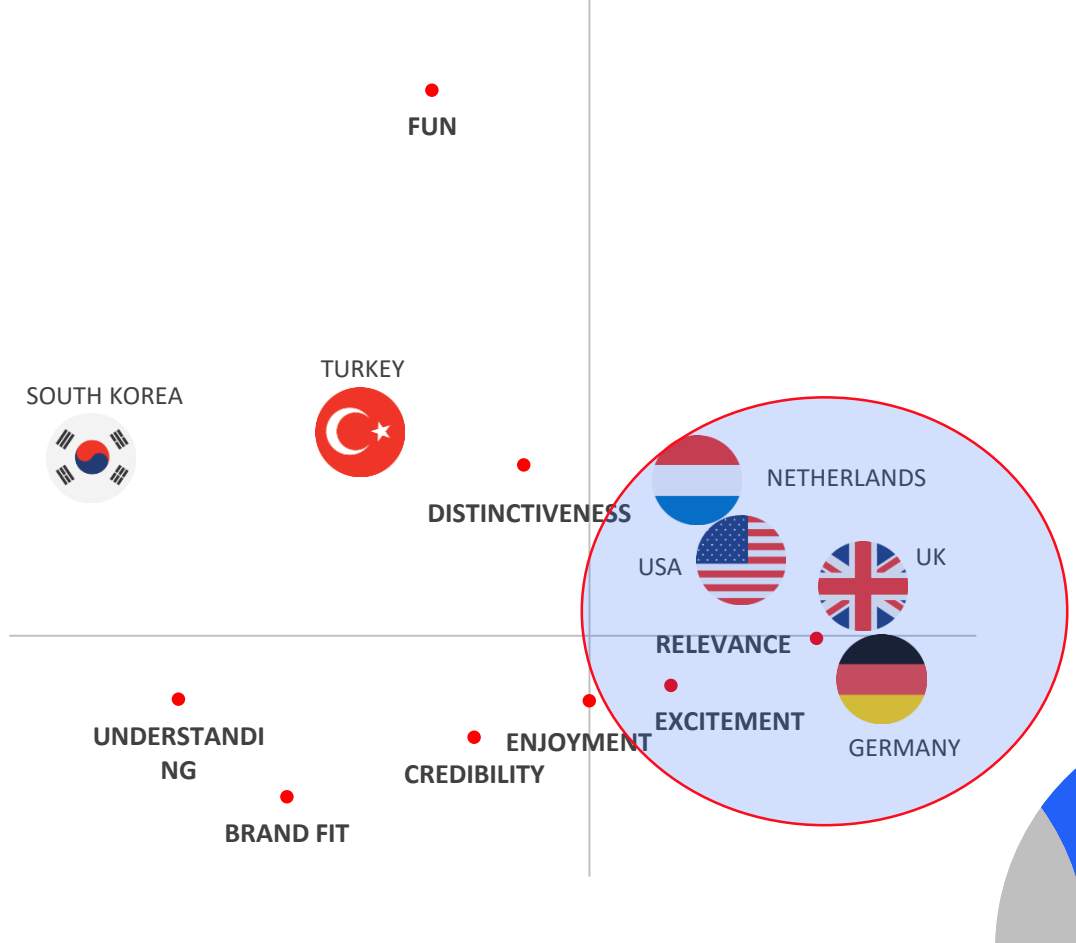 FUN
TURKEY
SOUTH KOREA
NETHERLANDS
DISTINCTIVENESS
UK
USA
RELEVANCE
EXCITEMENT
UNDERSTANDI
NG
ENJOYMENT
GERMANY
CREDIBILITY
BRAND FIT